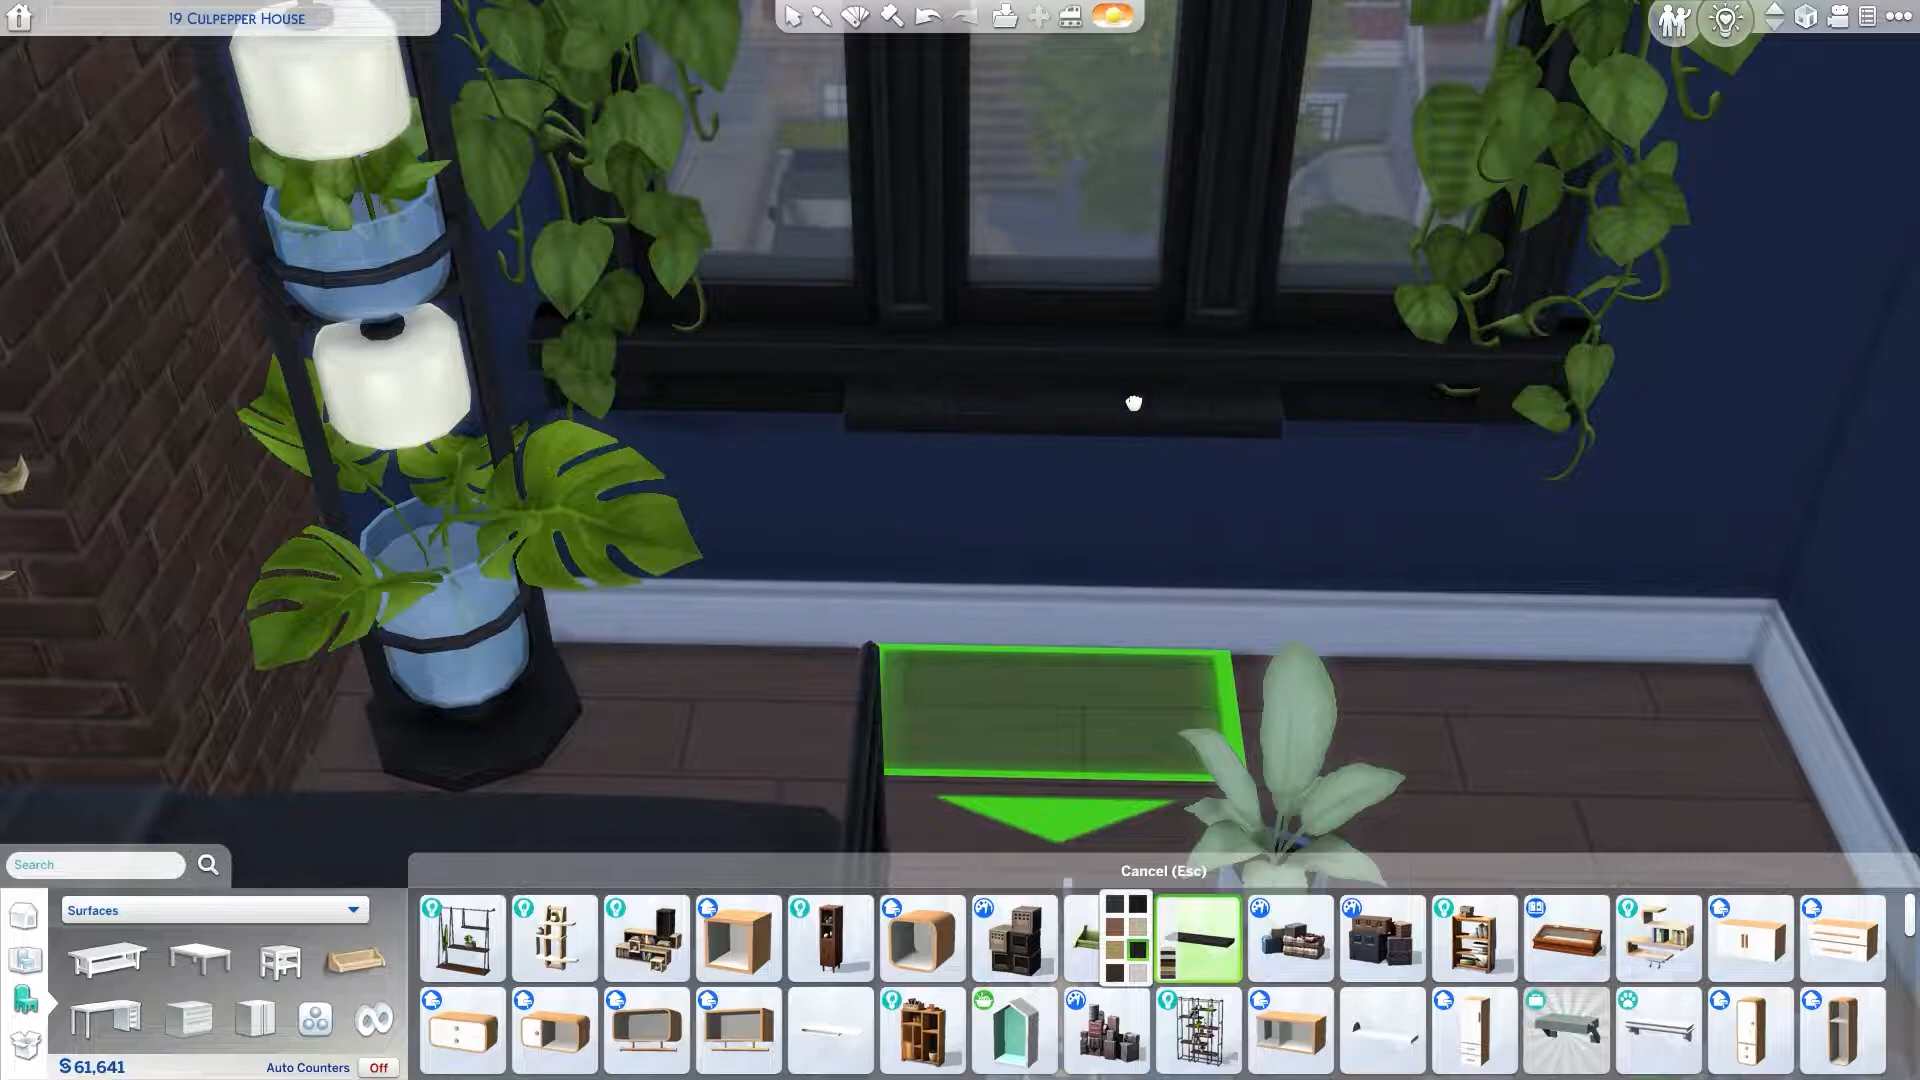 19 Culpepper House
Cancel (Esc)
Search
Surfaces
§61,641
Auto Counters
Off